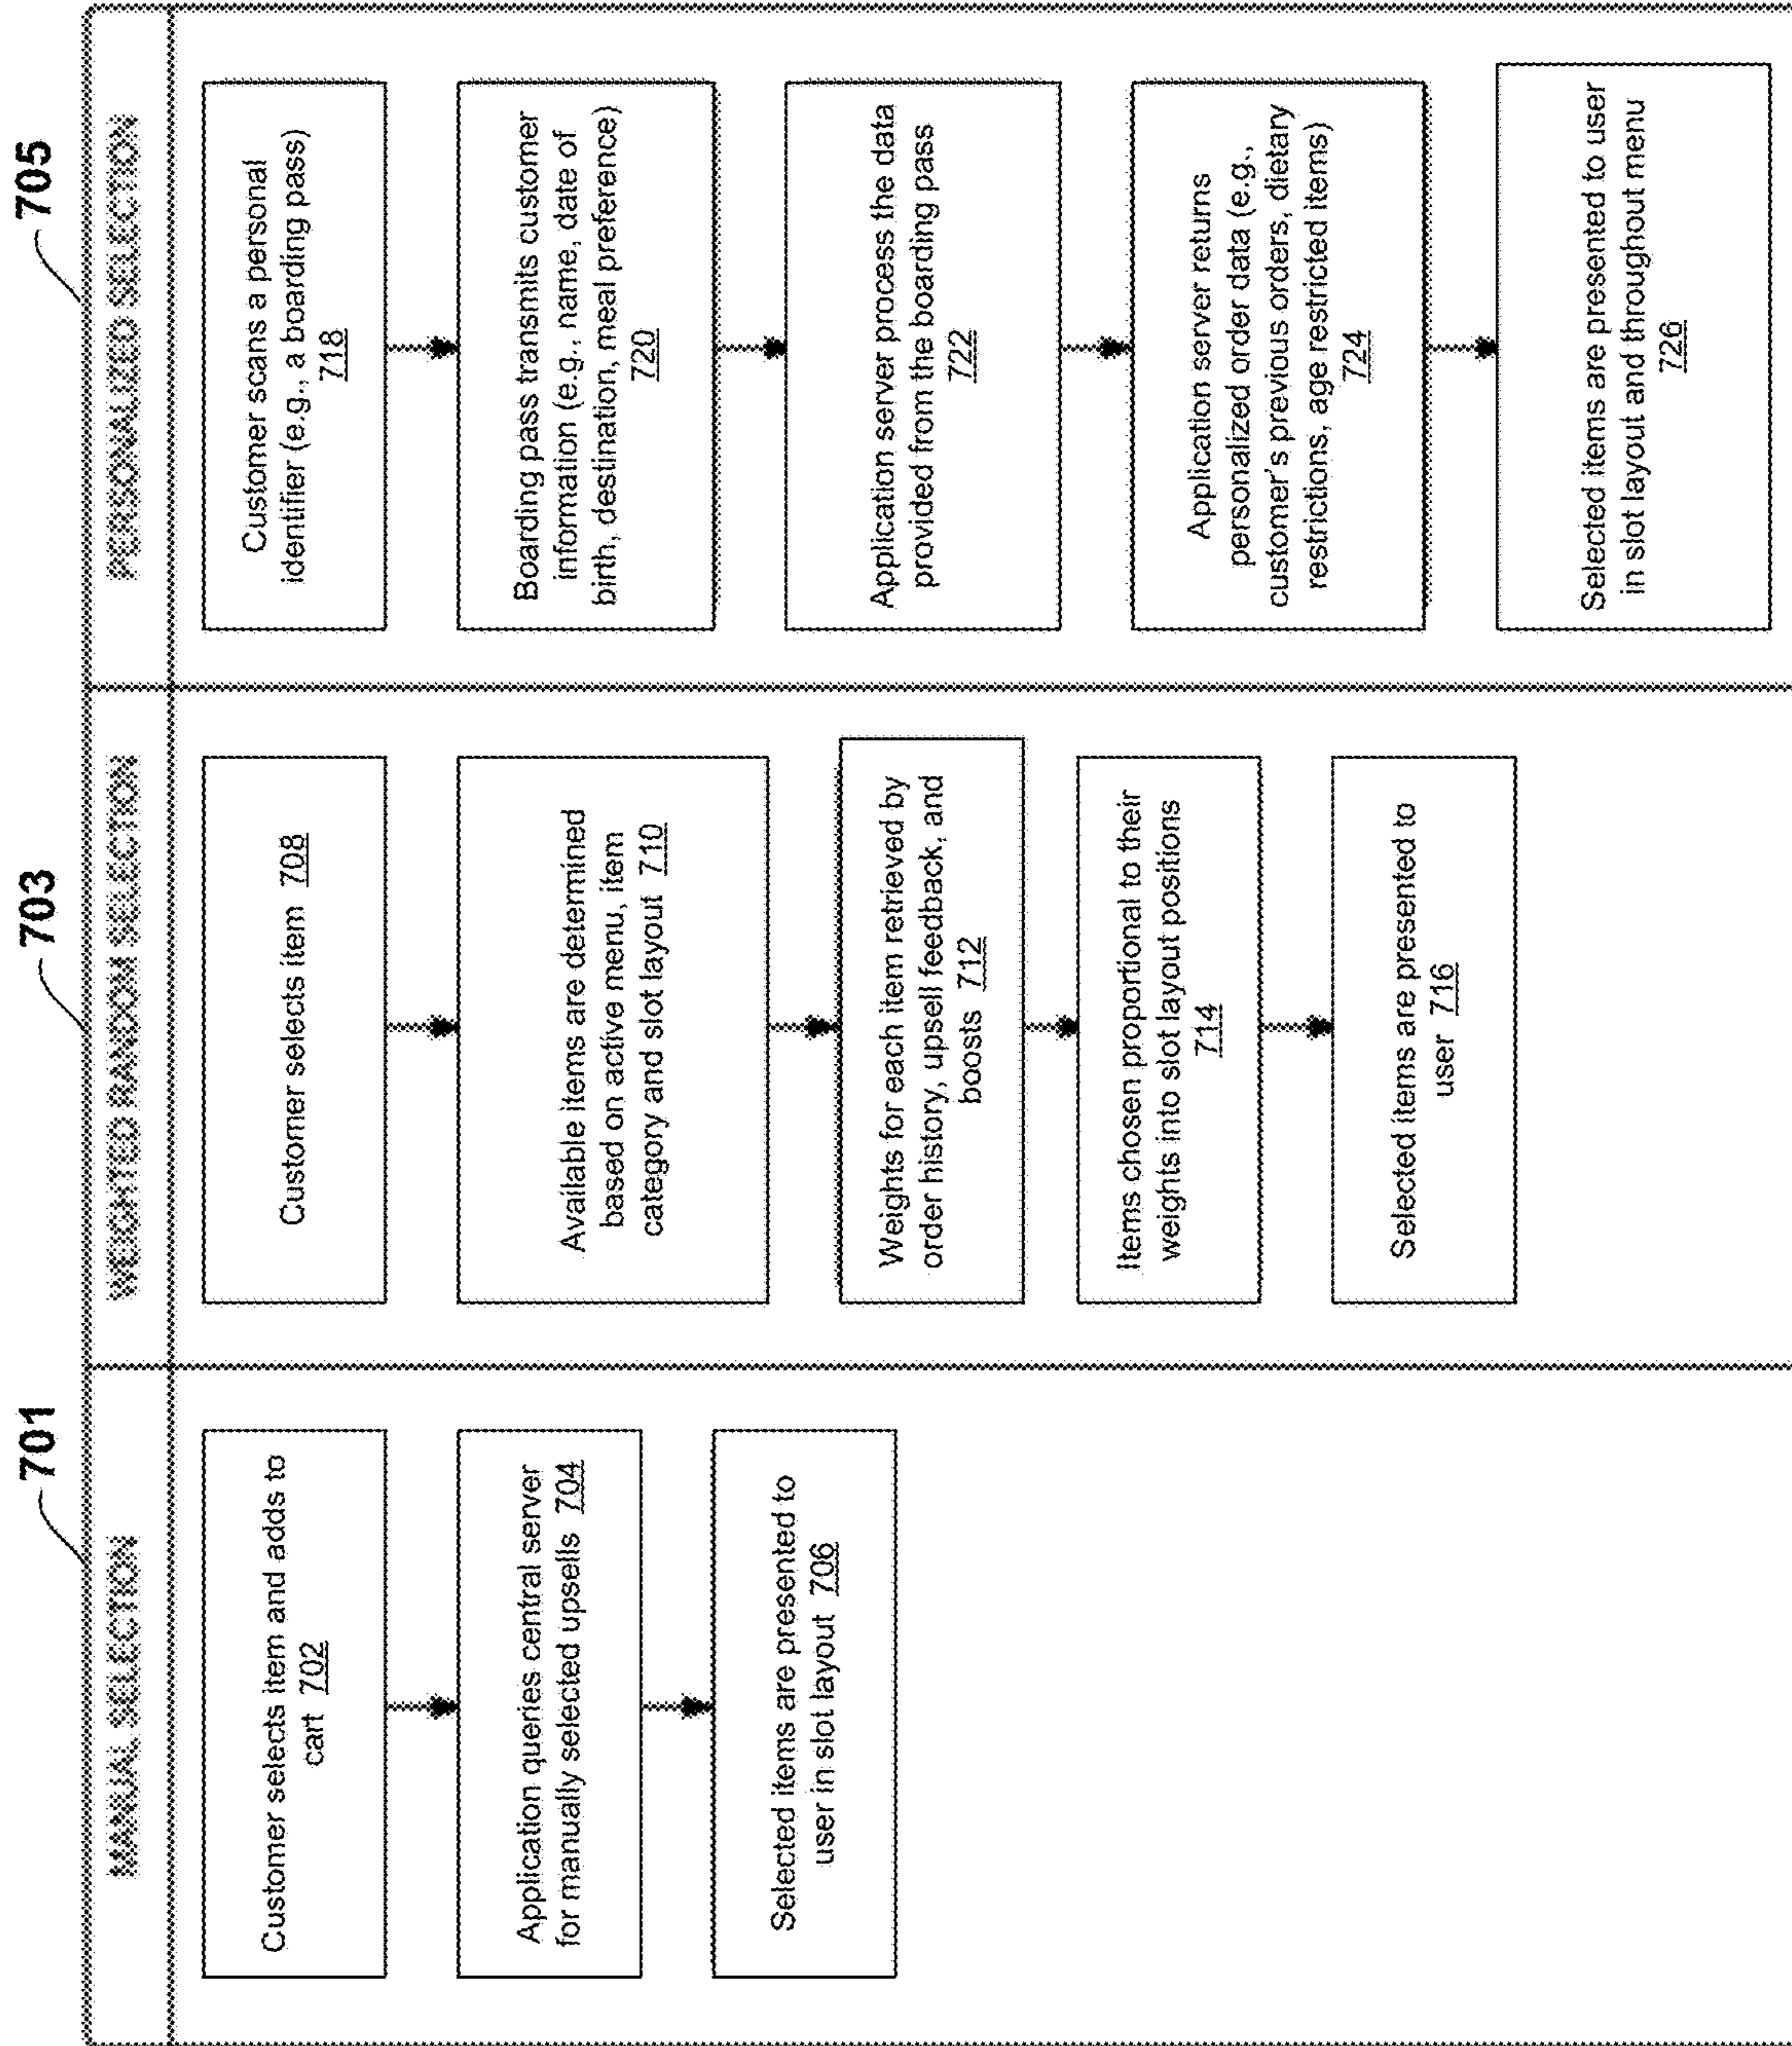 701
MANUAL SELECTION
Customer selects item and adds to
cart 702
Application queries central server
for manually selected upsells 704
Selected items are presented to
user in slot layout 706
703
WEIGHTED RANDOM SELECTION
Customer selects item 708
Available items are determined
based on active menu, item
category and slot layout 710
Weights for each item retrieved by
order history, upsell feedback, and
boosts 712
Items chosen proportional to their
weights into slot layout positions
714
Selected items are presented to
user 716
705
PERSONALIZED SELECTION
Customer scans a personal
identifier (e.g., a boarding pass)
718
Boarding pass transmits customer
information (e.g., name, date of
birth, destination, meal preference)
720
Application server process the data
provided from the boarding pass
722
Application server returns
personalized order data (e.g.,
customer's previous orders, dietary
restrictions, age restricted items)
724
Selected items are presented to user
in slot layout and throughout menu
726